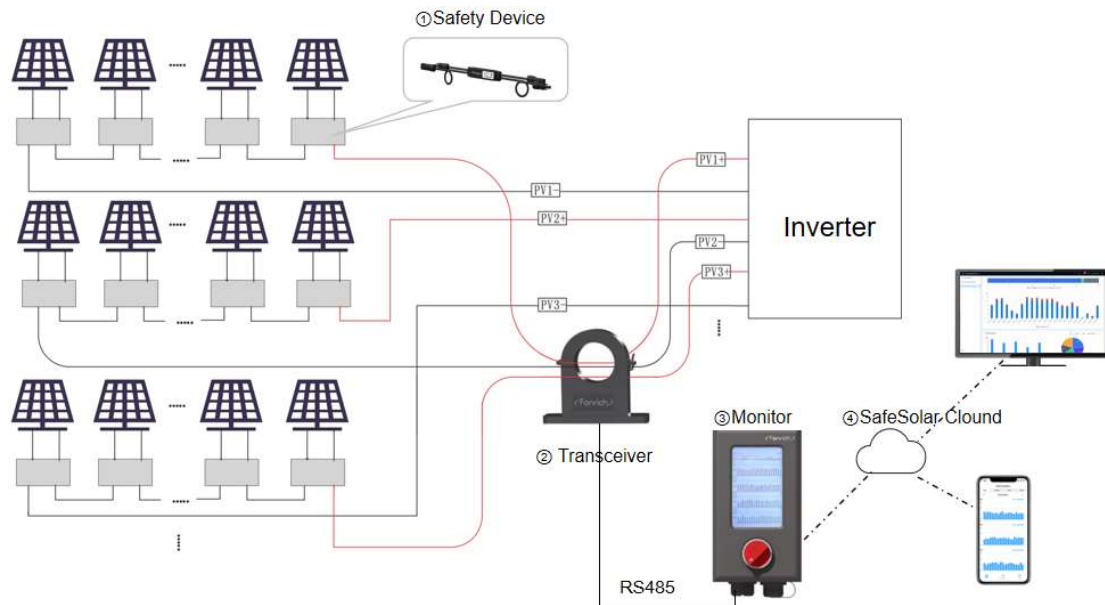 ①Safety Device
PV1+
PV1-
PV2+
Inverter
PV2-
PV3+
PV3-
③Monitor
④SafeSolar Clound
② Transceiver
RS485